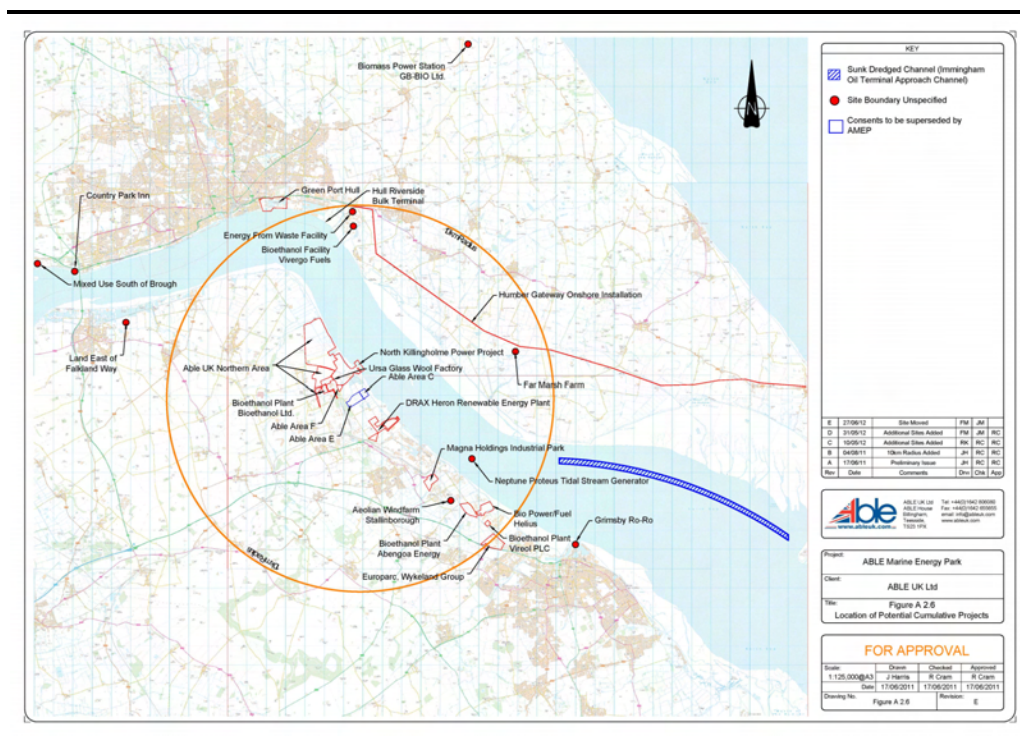 Biomass Power Station
GB-BIO Ltd.
Country Park Inn
Green Port Hull
Hull Riverside
Bulk Terminal
Energy From Waste Facility
Bioethanol Facility
Vivergo Fuels
Mixed Use South of Brough
Humber Gateway Onshore Installation
Land East of
Falkland Way
Able UK Northern Area
North Killingholme Power Project
Ursa Glass Wool Factory
Able Area C
Far Marsh Farm
Bioethanol Plant
Bioethanol Ltd.
Able Area F
Able Area E
DRAX Heron Renewable Energy Plant
Magna Holdings Industrial Park
Neptune Proteus Tidal Stream Generator
Aeolian Windfarm
Stallinborough
Bio Power/Fuel
Helius
Grimsby Ro-Ro
Bioethanol Plant
Abengoa Energy
Bioethanol Plant
Vireol PLC
Europarc, Wykeland Group
N
KEY
Sunk Dredged Channel (Immingham
Oil Terminal Approach Channel)
Site Boundary Unspecified
Consents to be superseded by
AMEP
E 27/06/12 Site Moved FM JM
D 31/05/12 Additional Sites Added FM JM RC
C 10/05/12 Additional Sites Added RK RC RC
B 04/08/11 10km Radius Added JH RC RC
A 17/06/11 Preliminary Issue JH RC RC
Rev Date Comments Drn Chk App
able
www.ableuk.com
ABLE UK Ltd
ABLE House
Billingham,
Teesside,
TS23 1PX
Project:
ABLE Marine Energy Park
Client:
ABLE UK Ltd
Title:
Figure A 2.6
Location of Potential Cumulative Projects
FOR APPROVAL
Scale: Drawn Checked Approved
1:125,000@A3 J Harris R Cram R Cram
Date 17/06/2011 17/06/2011 17/06/2011
Drawing No. Revision:
Figure A 2.6 E